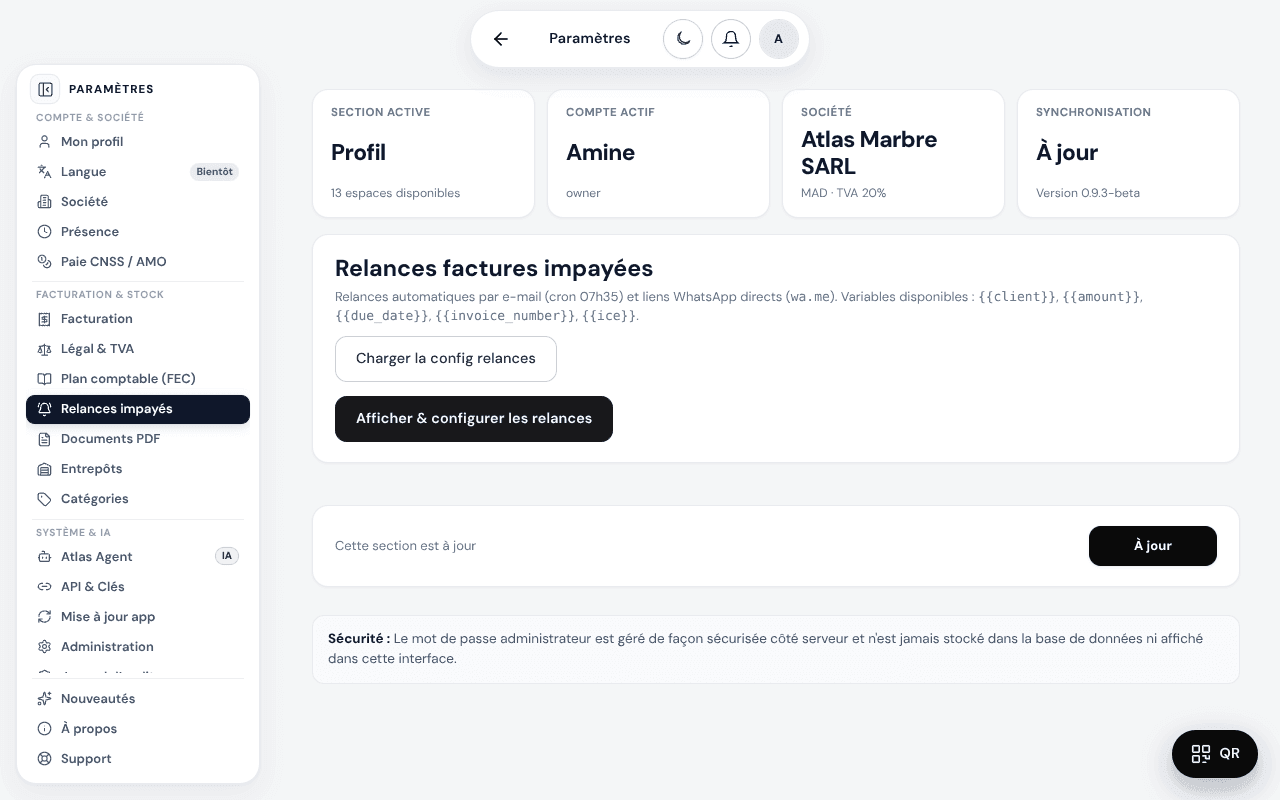 Paramètres
A
PARAMÈTRES
COMPTE & SOCIÉTÉ
Mon profil
Langue
Bientôt
Société
Présence
Paie CNSS / AMO
FACTURATION & STOCK
Facturation
Légal & TVA
Plan comptable (FEC)
Relances impayés
Documents PDF
Entrepôts
Catégories
SYSTÈME & IA
Atlas Agent
IA
API & Clés
Mise à jour app
Administration
Nouveautés
À propos
Support
SECTION ACTIVE
Profil
13 espaces disponibles
COMPTE ACTIF
Amine
owner
SOCIÉTÉ
Atlas Marbre
SARL
MAD · TVA 20%
SYNCHRONISATION
À jour
Version 0.9.3-beta
Relances factures impayées
Relances automatiques par e-mail (cron 07h35) et liens WhatsApp directs (wa.me). Variables disponibles : {{client}}, {{amount}},
{{due_date}}, {{invoice_number}}, {{ice}}.
Charger la config relances
Afficher & configurer les relances
Cette section est à jour
À jour
Sécurité : Le mot de passe administrateur est géré de façon sécurisée côté serveur et n'est jamais stocké dans la base de données ni affiché
dans cette interface.
QR